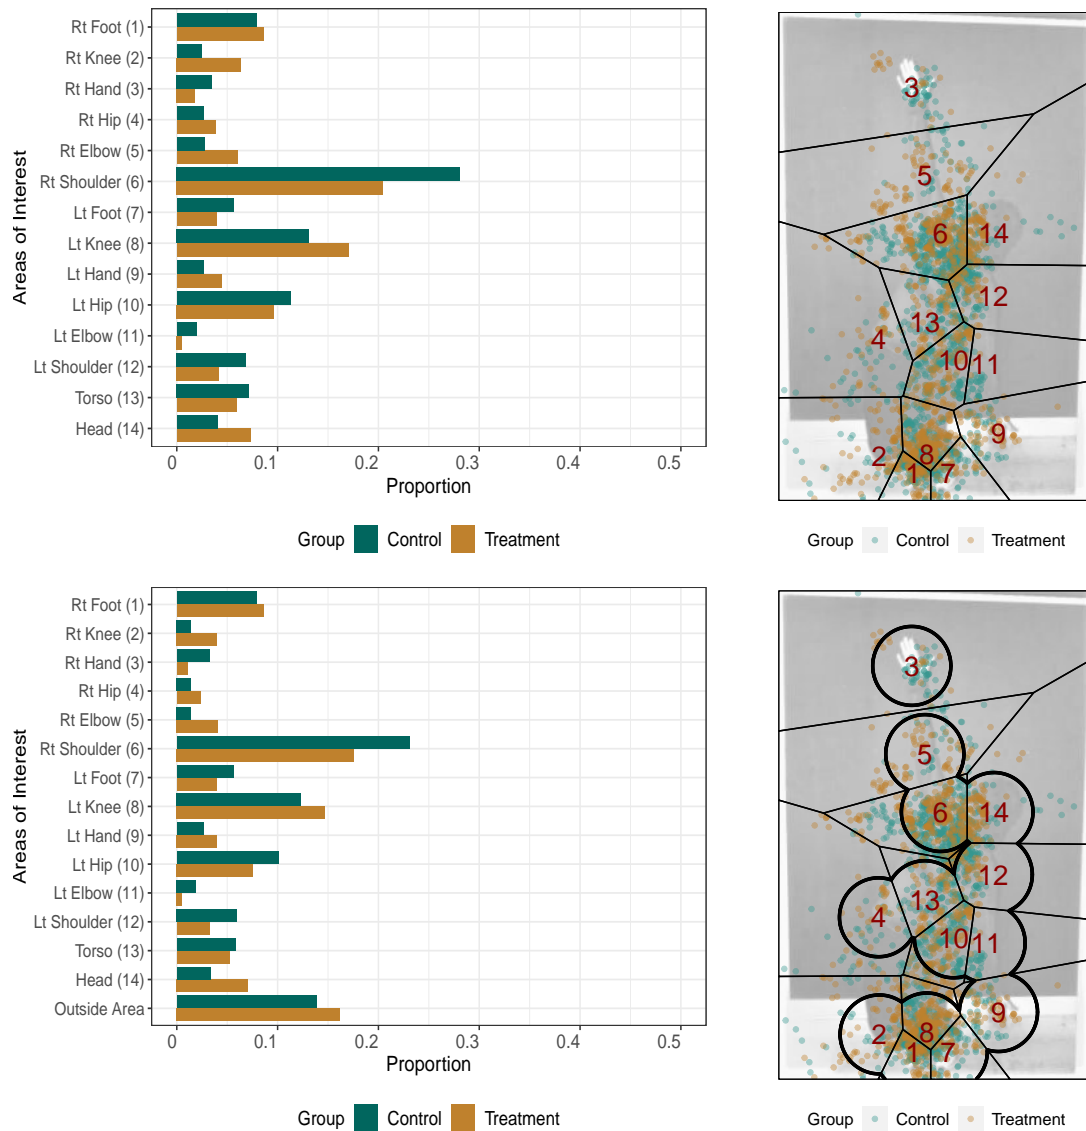 Areas of Interest
Rt Foot (1)
Rt Knee (2)
Rt Hand (3)
Rt Hip (4)
Rt Elbow (5)
Rt Shoulder (6)
Lt Foot (7)
Lt Knee (8)
Lt Hand (9)
Lt Hip (10)
Lt Elbow (11)
Lt Shoulder (12)
Torso (13)
Head (14)
0 0.1 0.2 0.3 0.4 0.5
Proportion
Group Control Treatment
3
5
6 14
12
13
4 10 11
9
2 8
1 7
Group Control Treatment
Areas of Interest
Rt Foot (1)
Rt Knee (2)
Rt Hand (3)
Rt Hip (4)
Rt Elbow (5)
Rt Shoulder (6)
Lt Foot (7)
Lt Knee (8)
Lt Hand (9)
Lt Hip (10)
Lt Elbow (11)
Lt Shoulder (12)
Torso (13)
Head (14)
Outside Area
0 0.1 0.2 0.3 0.4 0.5
Proportion
Group Control Treatment
3
5
6 14
12
13
4 10 11
9
2 8
1 7
Group Control Treatment